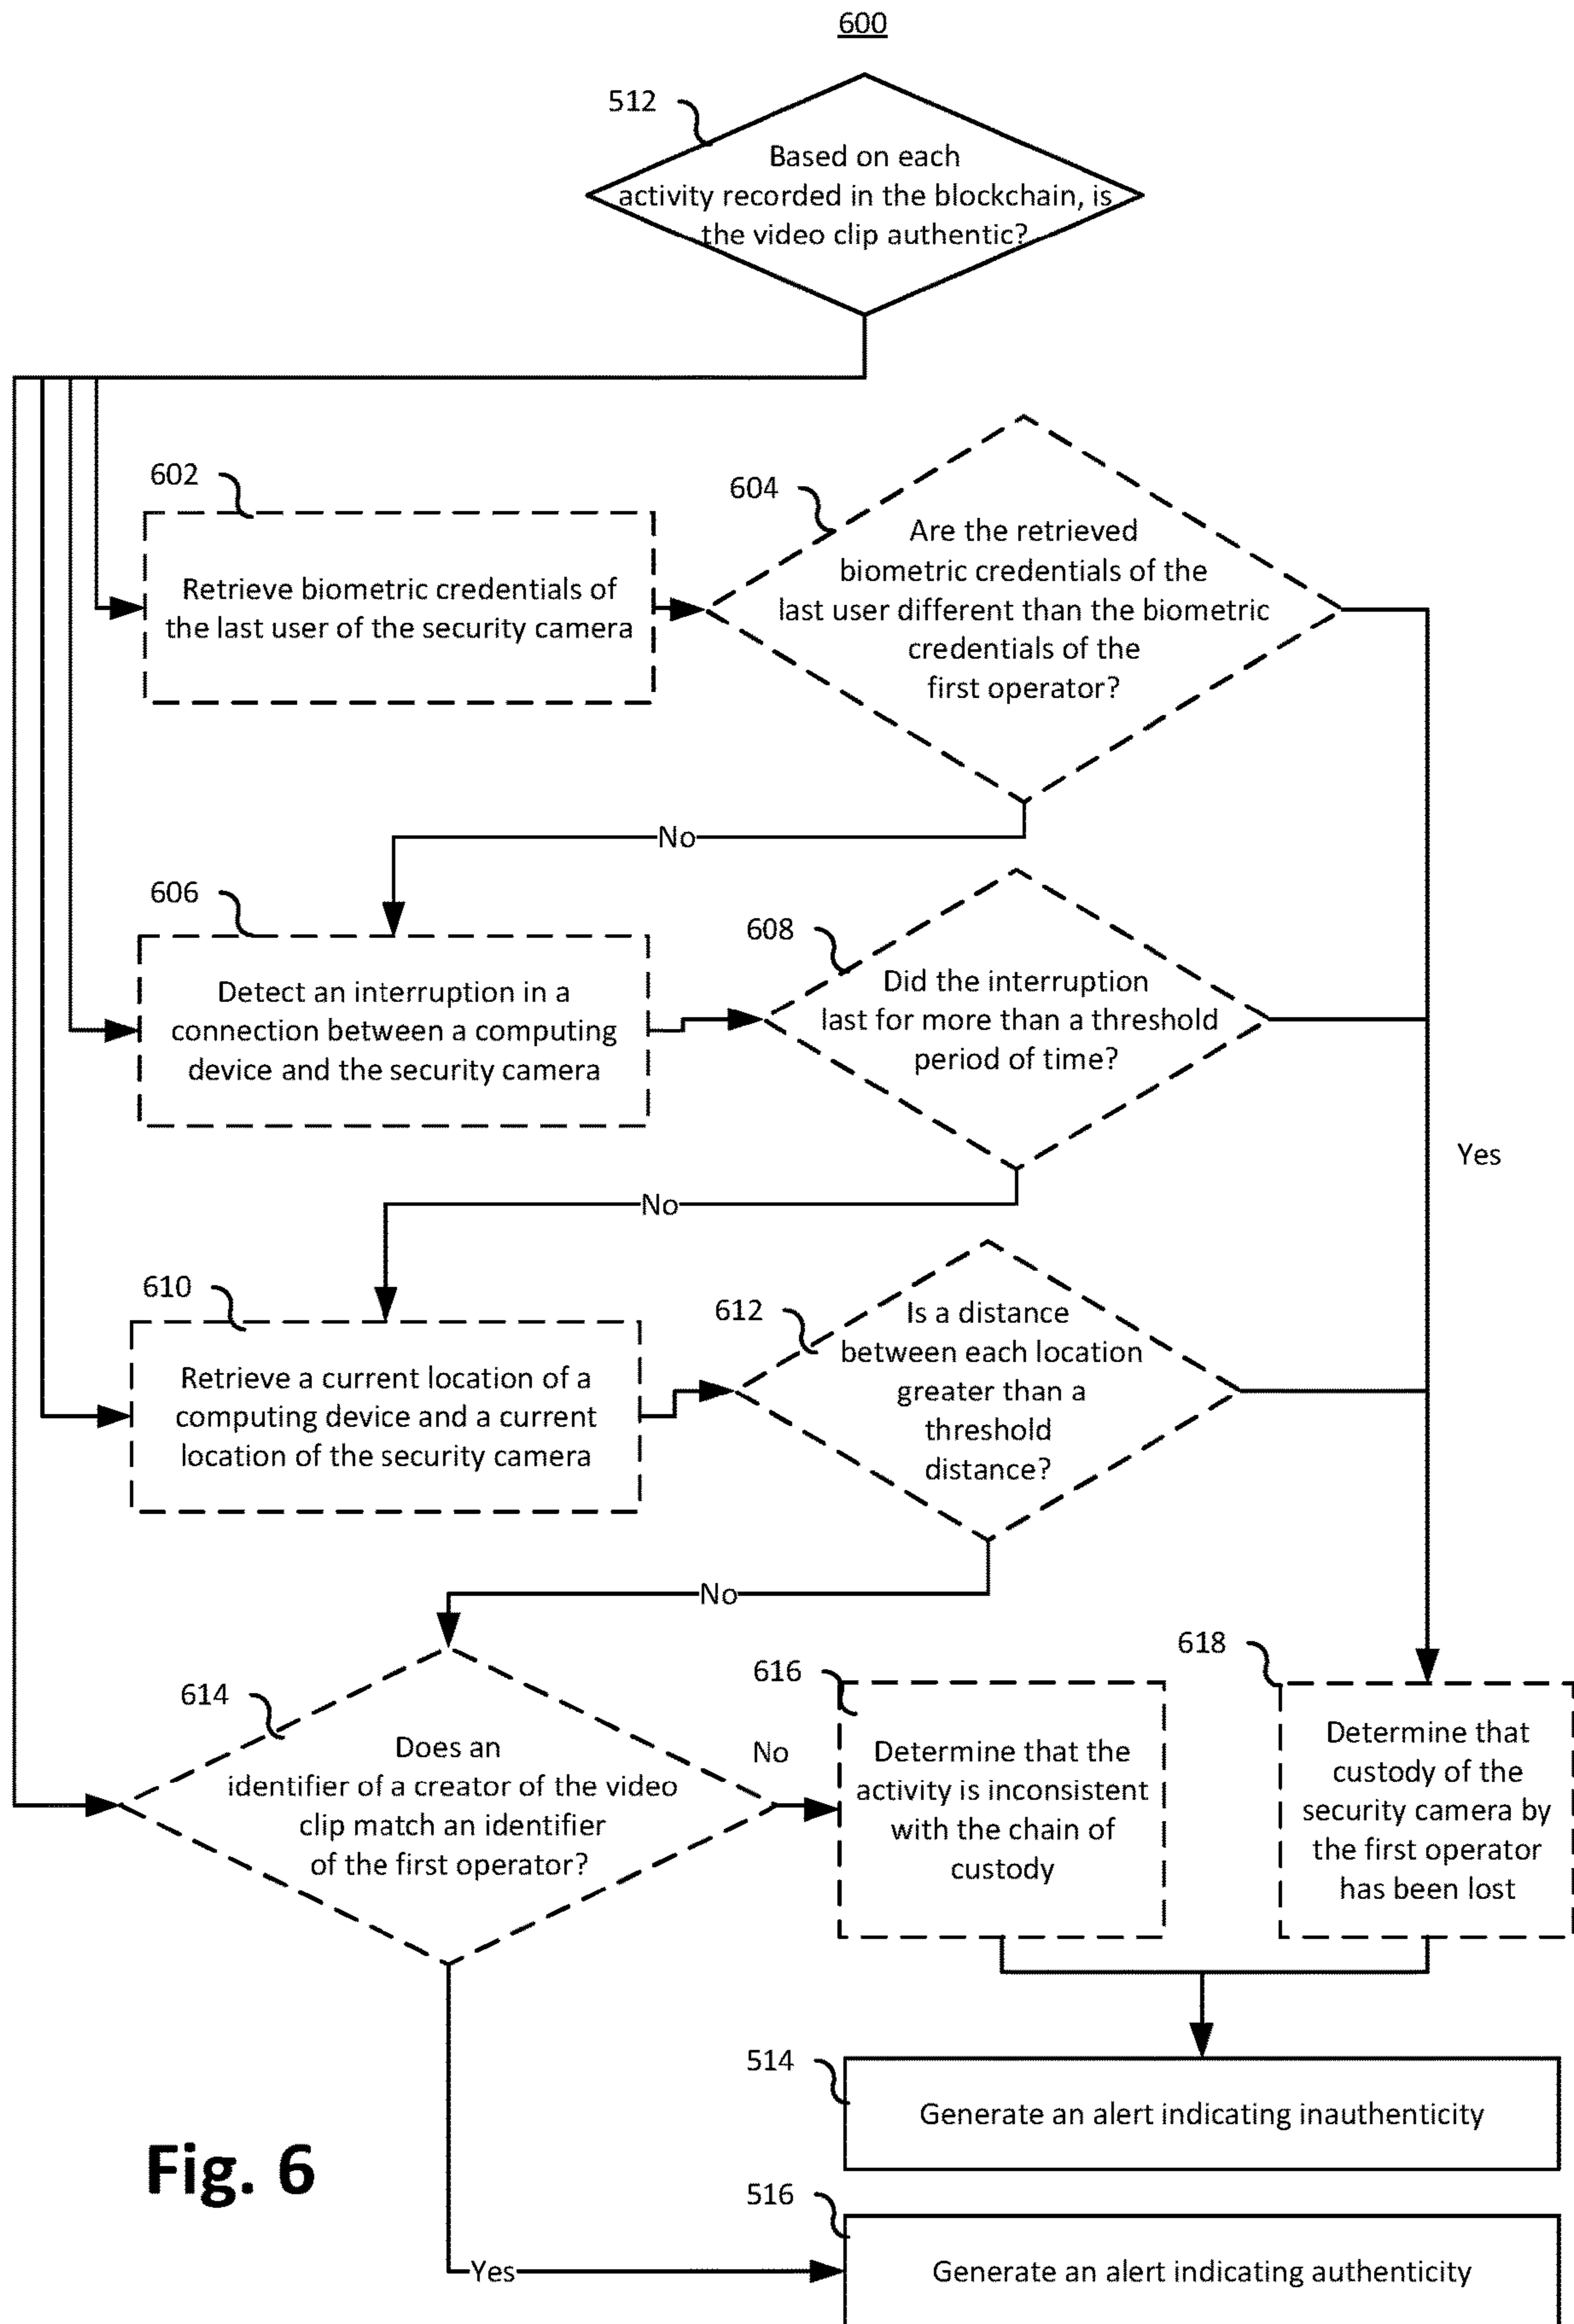 600
512
Based on each
activity recorded in the blockchain, is
the video clip authentic?
602
Retrieve biometric credentials of
the last user of the security camera
604
Are the retrieved
biometric credentials of the
last user different than the biometric
credentials of the
first operator?
No
606
Detect an interruption in a
connection between a computing
device and the security camera
608
Did the interruption
last for more than a threshold
period of time?
Yes
No
610
Retrieve a current location of a
computing device and a current
location of the security camera
612
Is a distance
between each location
greater than a
threshold
distance?
No
614
Does an
identifier of a creator of the video
clip match an identifier
of the first operator?
No
616
Determine that the
activity is inconsistent
with the chain of
custody
618
Determine that
custody of the
security camera by
the first operator
has been lost
514
Generate an alert indicating inauthenticity
Fig. 6
516
Generate an alert indicating authenticity
Yes